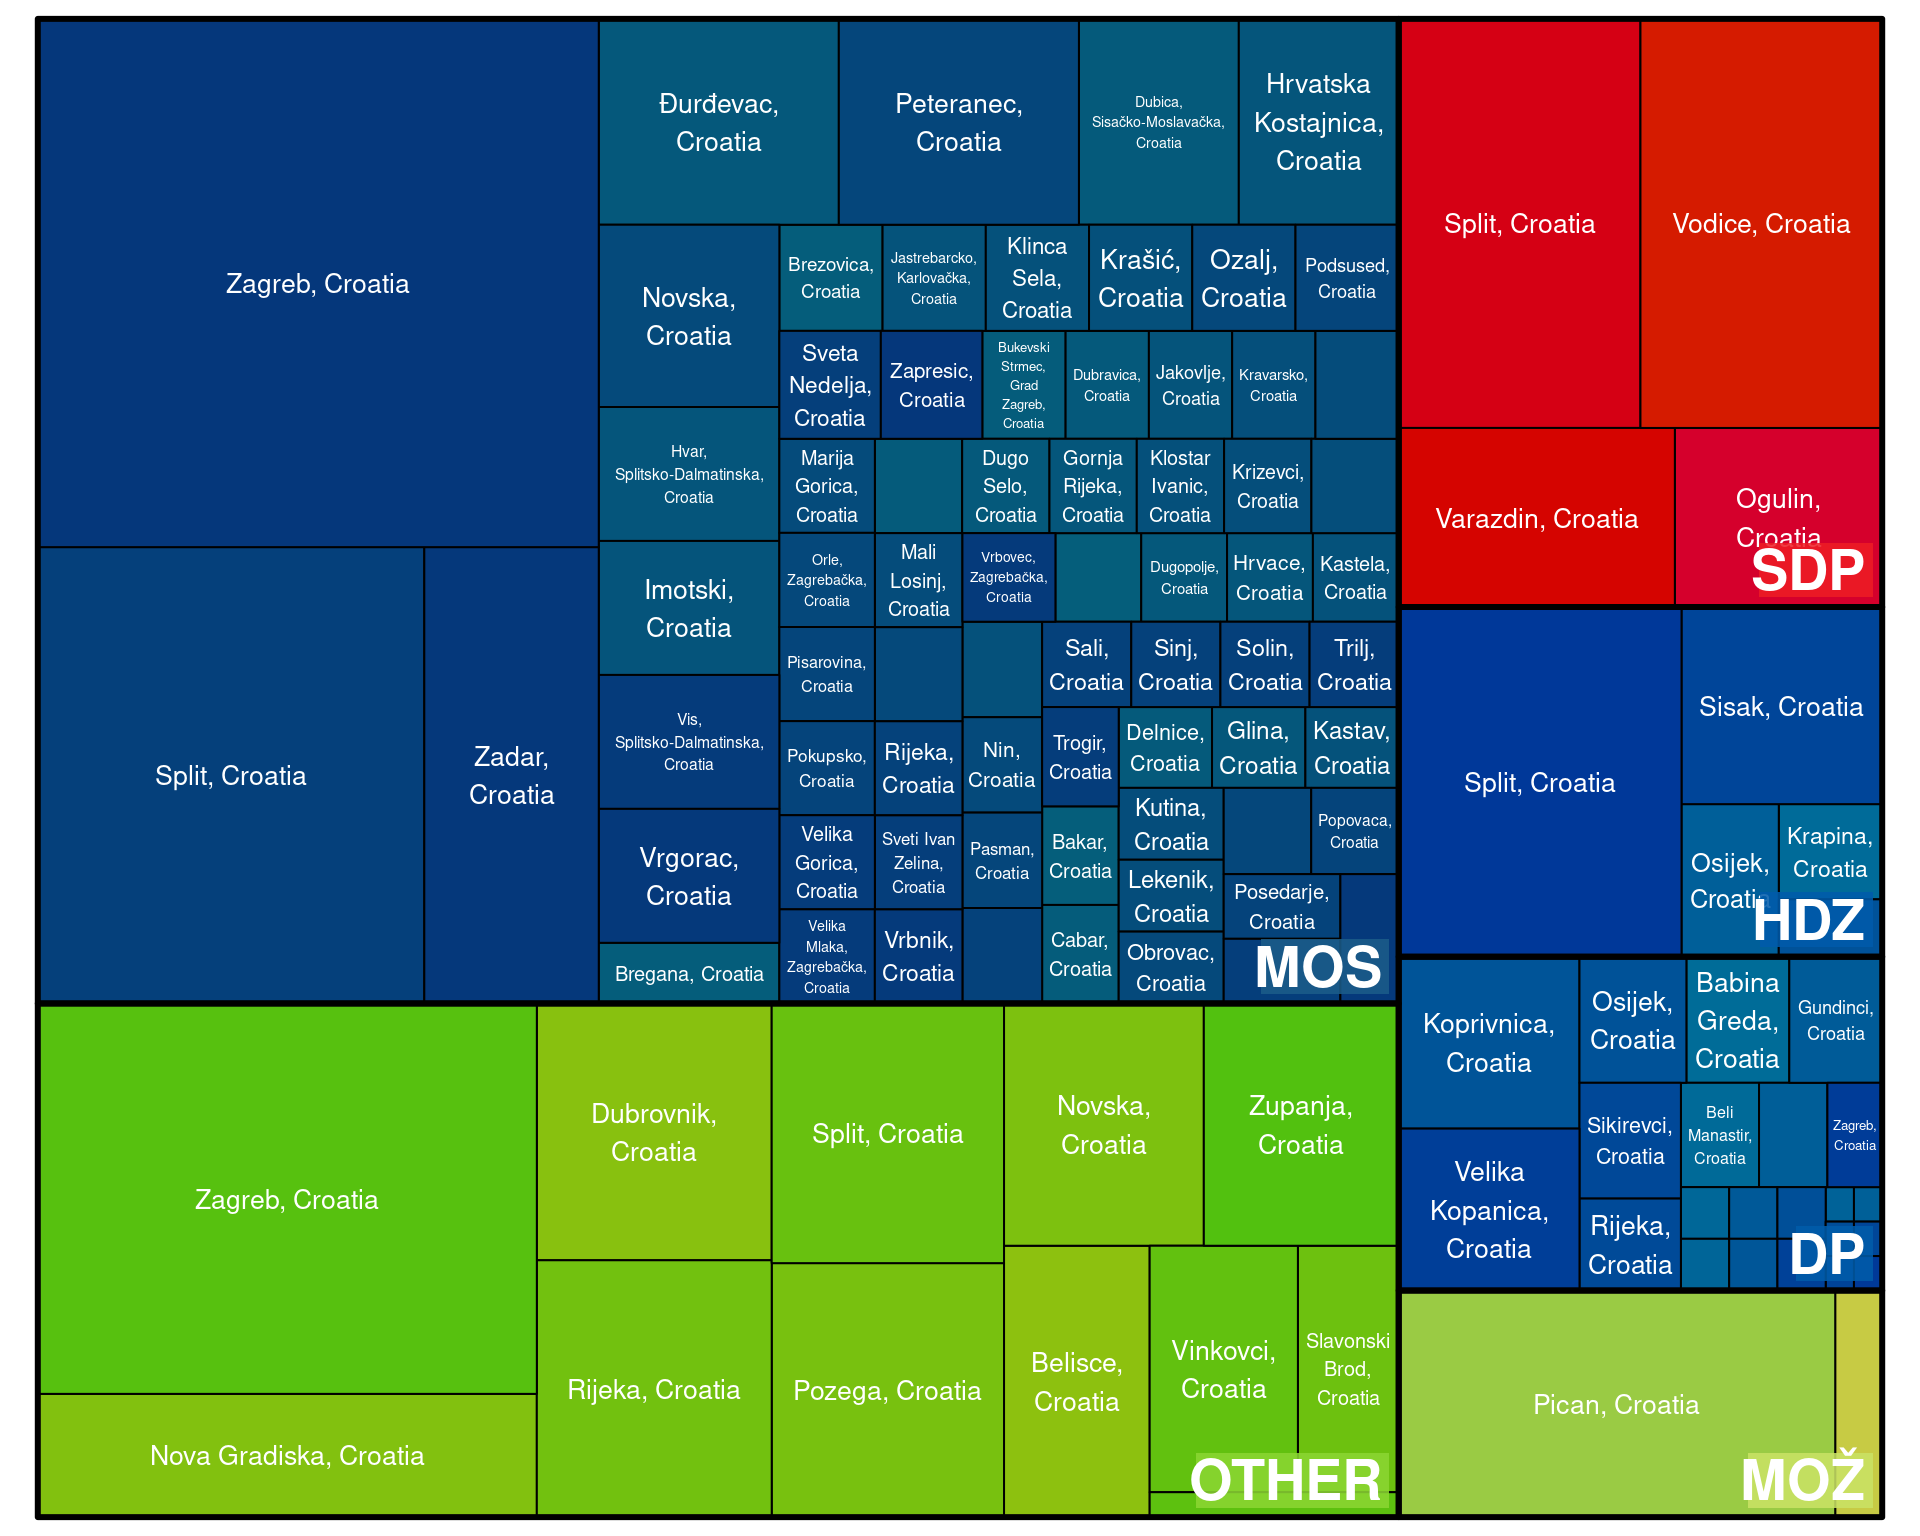 Zagreb, Croatia
Split, Croatia
Zadar,
Croatia
Đurđevac,
Croatia
Peteranec,
Croatia
Dubica,
Sisačko-Moslavačka,
Croatia
Hrvatska
Kostajnica,
Croatia
Novska,
Croatia
Hvar,
Splitsko-Dalmatinska,
Croatia
Imotski,
Croatia
Vis,
Splitsko-Dalmatinska,
Croatia
Vrgorac,
Croatia
Bregana, Croatia
Brezovica,
Croatia
Jastrebarcko,
Karlovačka,
Croatia
Klinca
Sela,
Croatia
Krašić,
Croatia
Ozalj,
Croatia
Podsused,
Croatia
Sveta
Nedelja,
Croatia
Zapresic,
Croatia
Bukevski
Strmec,
Grad
Zagreb,
Croatia
Dubravica,
Croatia
Jakovlje,
Croatia
Kravarsko,
Croatia
Marija
Gorica,
Croatia
Dugo
Selo,
Croatia
Gornja
Rijeka,
Croatia
Klostar
Ivanic,
Croatia
Krizevci,
Croatia
Orle,
Zagrebačka,
Croatia
Mali
Losinj,
Croatia
Vrbovec,
Zagrebačka,
Croatia
Dugopolje,
Croatia
Hrvace,
Croatia
Kastela,
Croatia
Pisarovina,
Croatia
Sali,
Croatia
Sinj,
Croatia
Solin,
Croatia
Trilj,
Croatia
Pokupsko,
Croatia
Rijeka,
Croatia
Nin,
Croatia
Trogir,
Croatia
Delnice,
Croatia
Glina,
Croatia
Kastav,
Croatia
Velika
Gorica,
Croatia
Sveti Ivan
Zelina,
Croatia
Pasman,
Croatia
Bakar,
Croatia
Kutina,
Croatia
Popovaca,
Croatia
Lekenik,
Croatia
Posedarje,
Croatia
Velika
Mlaka,
Zagrebačka,
Croatia
Vrbnik,
Croatia
Cabar,
Croatia
Obrovac,
Croatia
MOS
Split, Croatia
Vodice, Croatia
Varazdin, Croatia
Ogulin,
Croatia
SDP
Split, Croatia
Sisak, Croatia
Osijek,
Croatia
Krapina,
Croatia
HDZ
Koprivnica,
Croatia
Velika
Kopanica,
Croatia
Osijek,
Croatia
Babina
Greda,
Croatia
Gundinci,
Croatia
Sikirevci,
Croatia
Beli
Manastir,
Croatia
Zagreb,
Croatia
Rijeka,
Croatia
DP
Zagreb, Croatia
Nova Gradiska, Croatia
Dubrovnik,
Croatia
Rijeka, Croatia
Split, Croatia
Pozega, Croatia
Novska,
Croatia
Zupanja,
Croatia
Belisce,
Croatia
Vinkovci,
Croatia
Slavonski
Brod,
Croatia
OTHER
Pican, Croatia
MOŽ